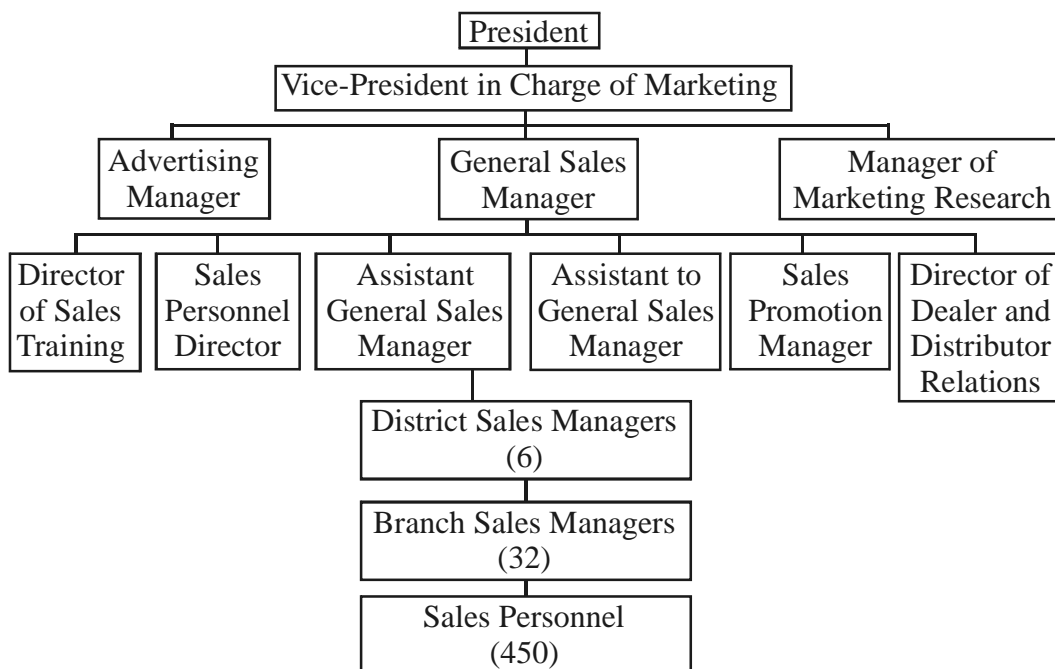 President
Vice-President in Charge of Marketing
Advertising
Manager
General Sales
Manager
Manager of
Marketing Research
Director
of Sales
Training
Sales
Personnel
Director
Assistant
General Sales
Manager
Assistant to
General Sales
Manager
Sales
Promotion
Manager
Director of
Dealer and
Distributor
Relations
District Sales Managers
(6)
Branch Sales Managers
(32)
Sales Personnel
(450)